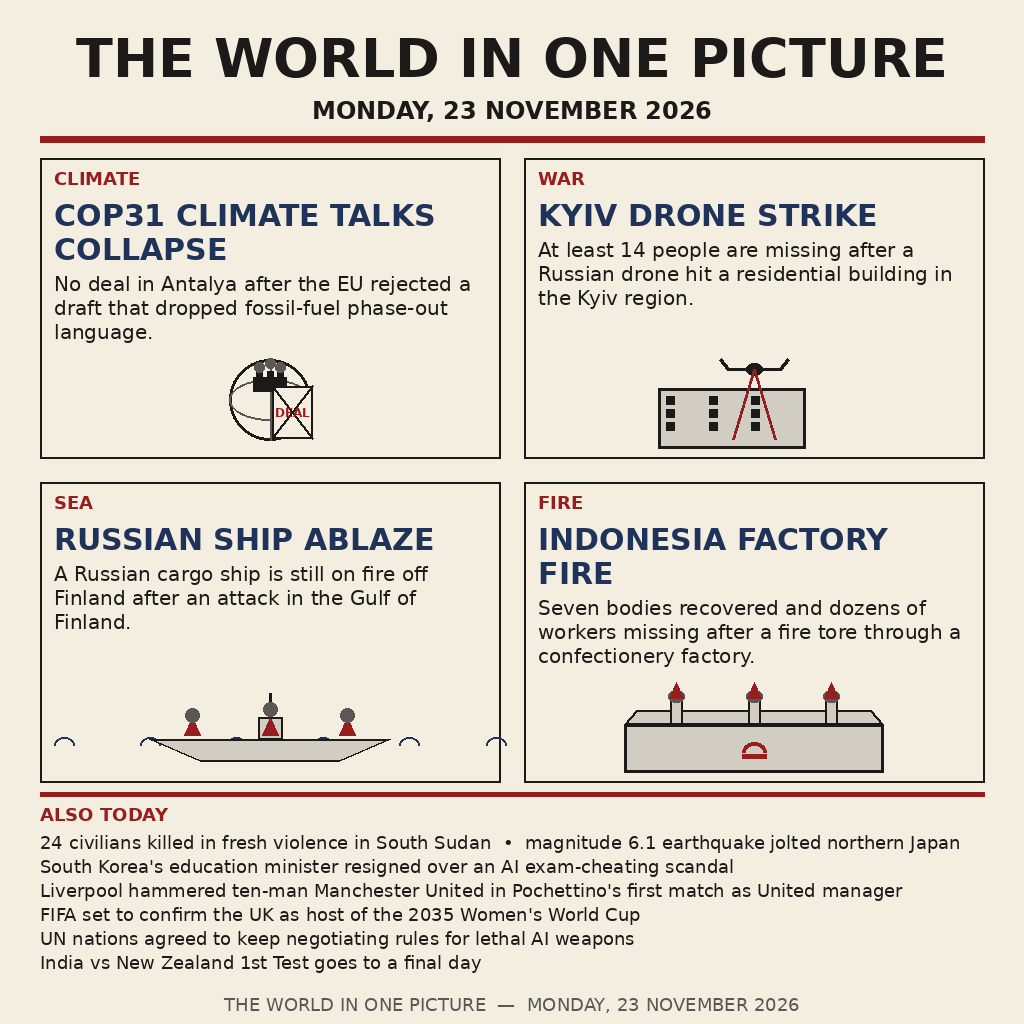 THE WORLD IN ONE PICTURE
MONDAY, 23 NOVEMBER 2026
CLIMATE
COP31 CLIMATE TALKS
COLLAPSE
No deal in Antalya after the EU rejected a
draft that dropped fossil-fuel phase-out
language.
DEAL
WAR
KYIV DRONE STRIKE
At least 14 people are missing after a
Russian drone hit a residential building in
the Kyiv region.
SEA
RUSSIAN SHIP ABLAZE
A Russian cargo ship is still on fire off
Finland after an attack in the Gulf of
Finland.
FIRE
INDONESIA FACTORY
FIRE
Seven bodies recovered and dozens of
workers missing after a fire tore through a
confectionery factory.
ALSO TODAY
24 civilians killed in fresh violence in South Sudan • magnitude 6.1 earthquake jolted northern Japan
South Korea's education minister resigned over an AI exam-cheating scandal
Liverpool hammered ten-man Manchester United in Pochettino's first match as United manager
FIFA set to confirm the UK as host of the 2035 Women's World Cup
UN nations agreed to keep negotiating rules for lethal AI weapons
India vs New Zealand 1st Test goes to a final day
THE WORLD IN ONE PICTURE — MONDAY, 23 NOVEMBER 2026